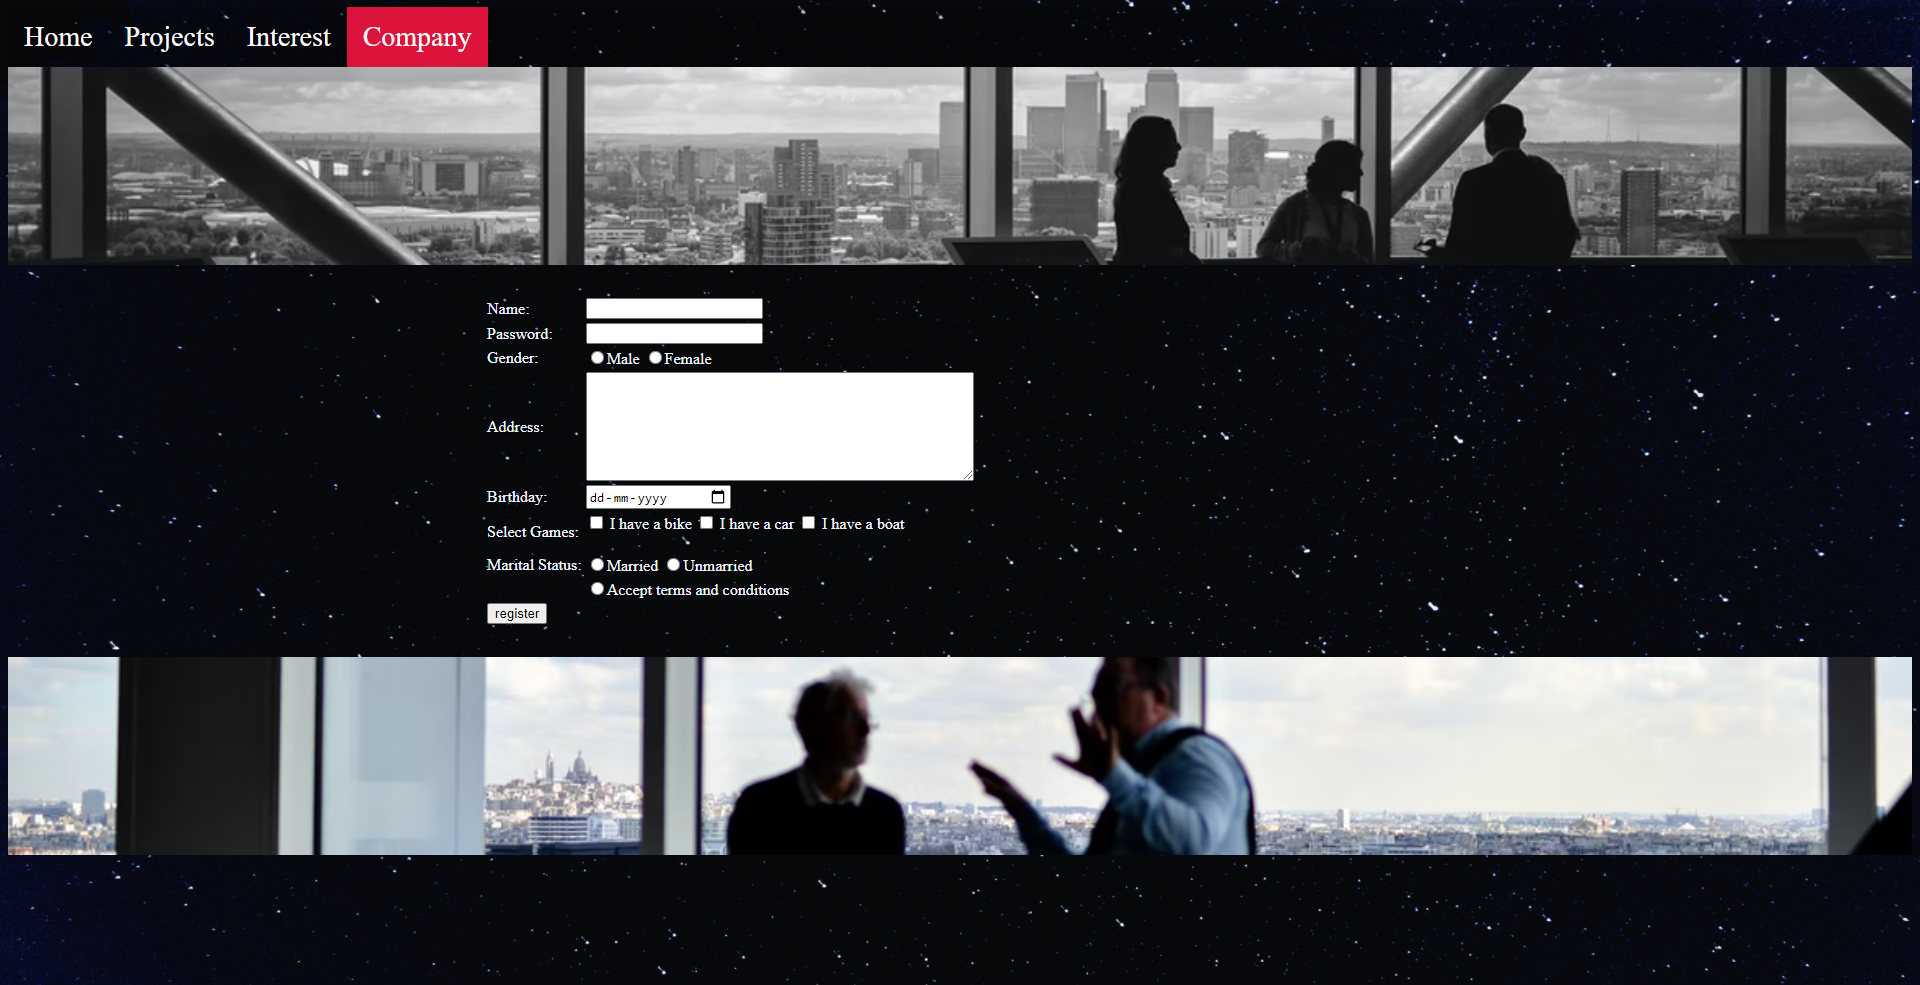 Home Projects Interest Company
Name:
Password:
Gender: Male Female
Address:
Birthday: dd-mm-yyyy
Select Games: I have a bike I have a car I have a boat
Marital Status: Married Unmarried
Accept terms and conditions
register